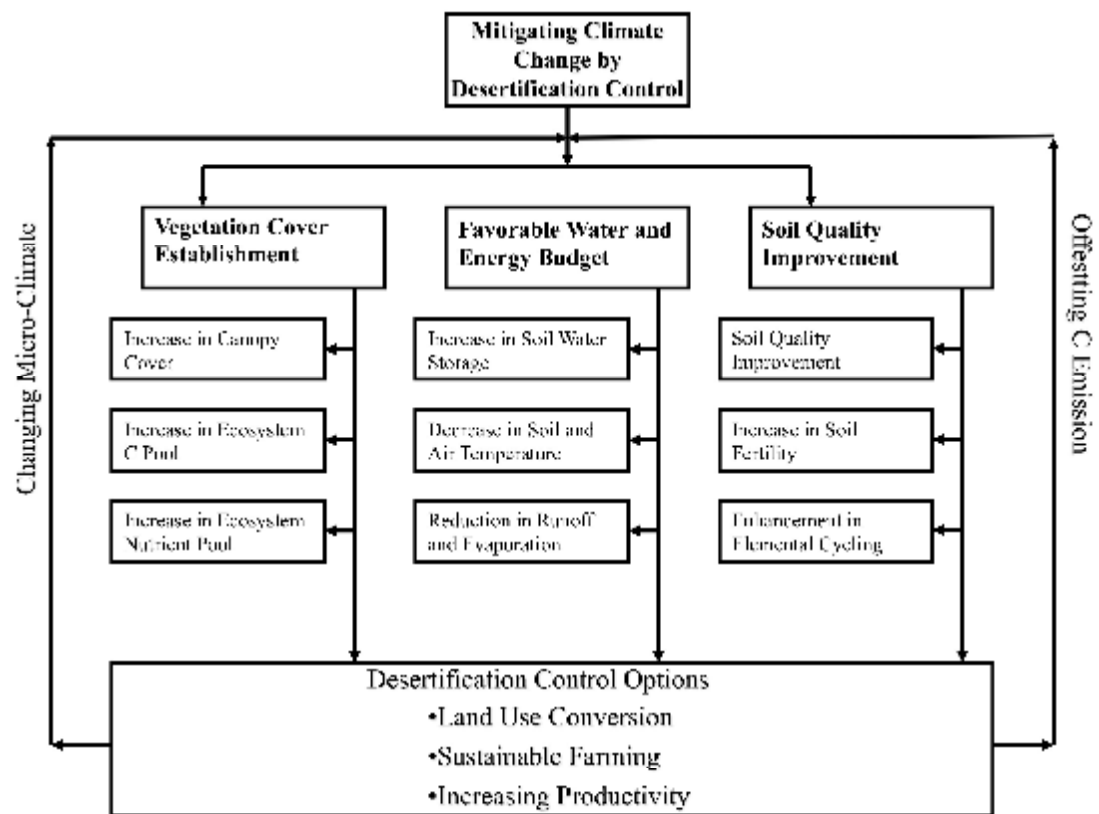 Mitigating Climate
Change by
Desertification Control
Vegetation Cover
Establishment
Favorable Water and
Energy Budget
Soil Quality
Improvement
Increase in Canopy
Cover
Increase in Soil Water
Storage
Soil Quality
Improvement
Increase in Ecosystem
C Pool
Decrease in Soil and
Air Temperature
Increase in Soil
Fertility
Increase in Ecosystem
Nutrient Pool
Reduction in Runoff
and Evaporation
Enhancement in
Elemental Cycling
Changing Micro-Climate
Offestting C Emission
Desertification Control Options
•Land Use Conversion
•Sustainable Farming
•Increasing Productivity